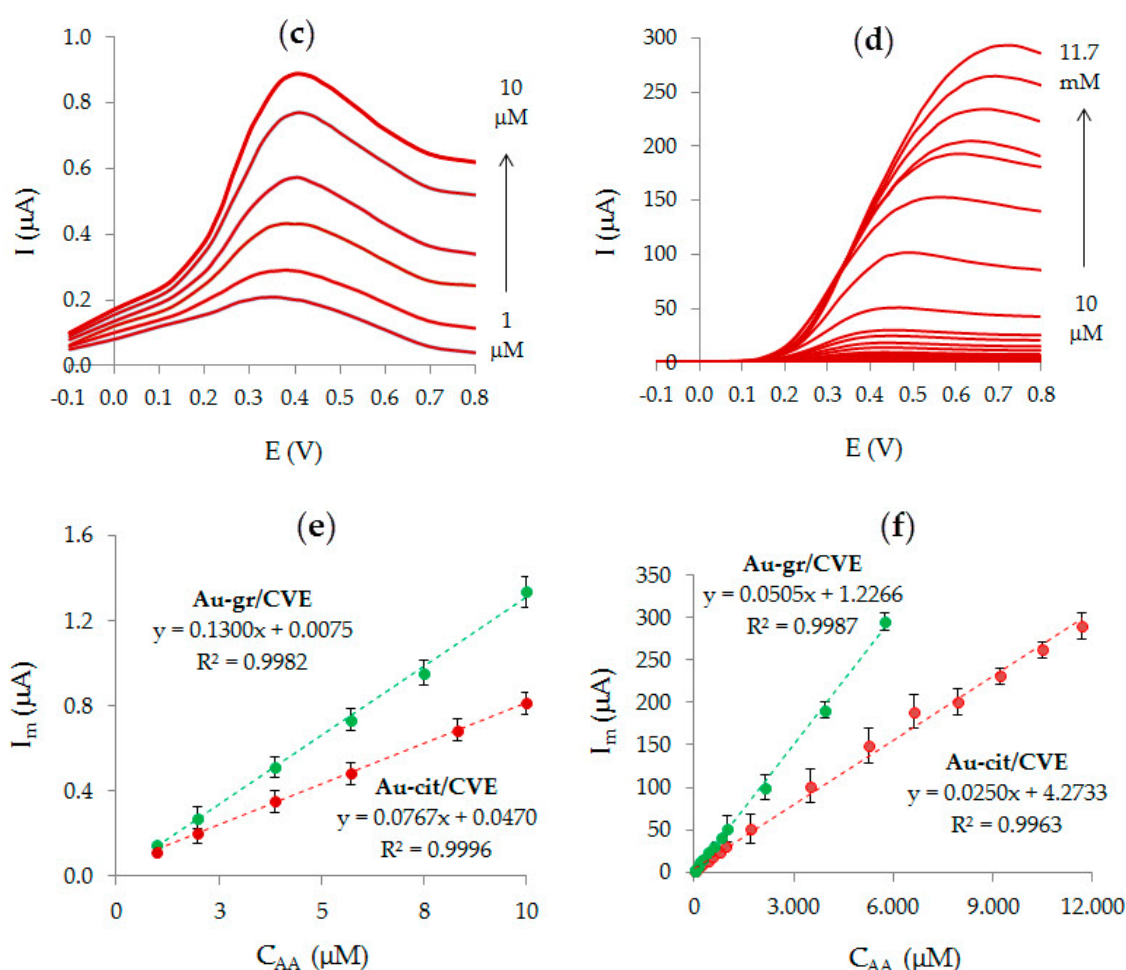 (c)
1.0
0.8
0.6
0.4
0.2
0.0
I (μA)
10
μM
1
μM
-0.1 0.0 0.1 0.2 0.3 0.4 0.5 0.6 0.7 0.8
E (V)
(d)
300
250
200
150
100
50
0
I (μA)
11.7
mM
10
μM
-0.1 0.0 0.1 0.2 0.3 0.4 0.5 0.6 0.7 0.8
E (V)
(e)
1.6
1.2
0.8
0.4
0.0
Im (μA)
Au-gr/CVE
y = 0.1300x + 0.0075
R² = 0.9982
Au-cit/CVE
y = 0.0767x + 0.0470
R² = 0.9996
0 3 5 8 10
CAA (μM)
(f)
350
300
250
200
150
100
50
0
Im (μA)
Au-gr/CVE
y = 0.0505x + 1.2266
R² = 0.9987
Au-cit/CVE
y = 0.0250x + 4.2733
R² = 0.9963
0 3.000 6.000 9.000 12.000
CAA (μM)